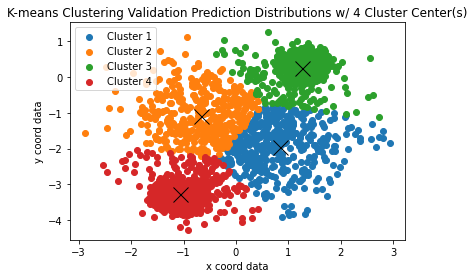 K-means Clustering Validation Prediction Distributions w/ 4 Cluster Center(s)
Cluster 1
Cluster 2
Cluster 3
Cluster 4
y coord data
1
0
−1
−2
−3
−4
−3
−2
−1
0
1
2
3
x coord data